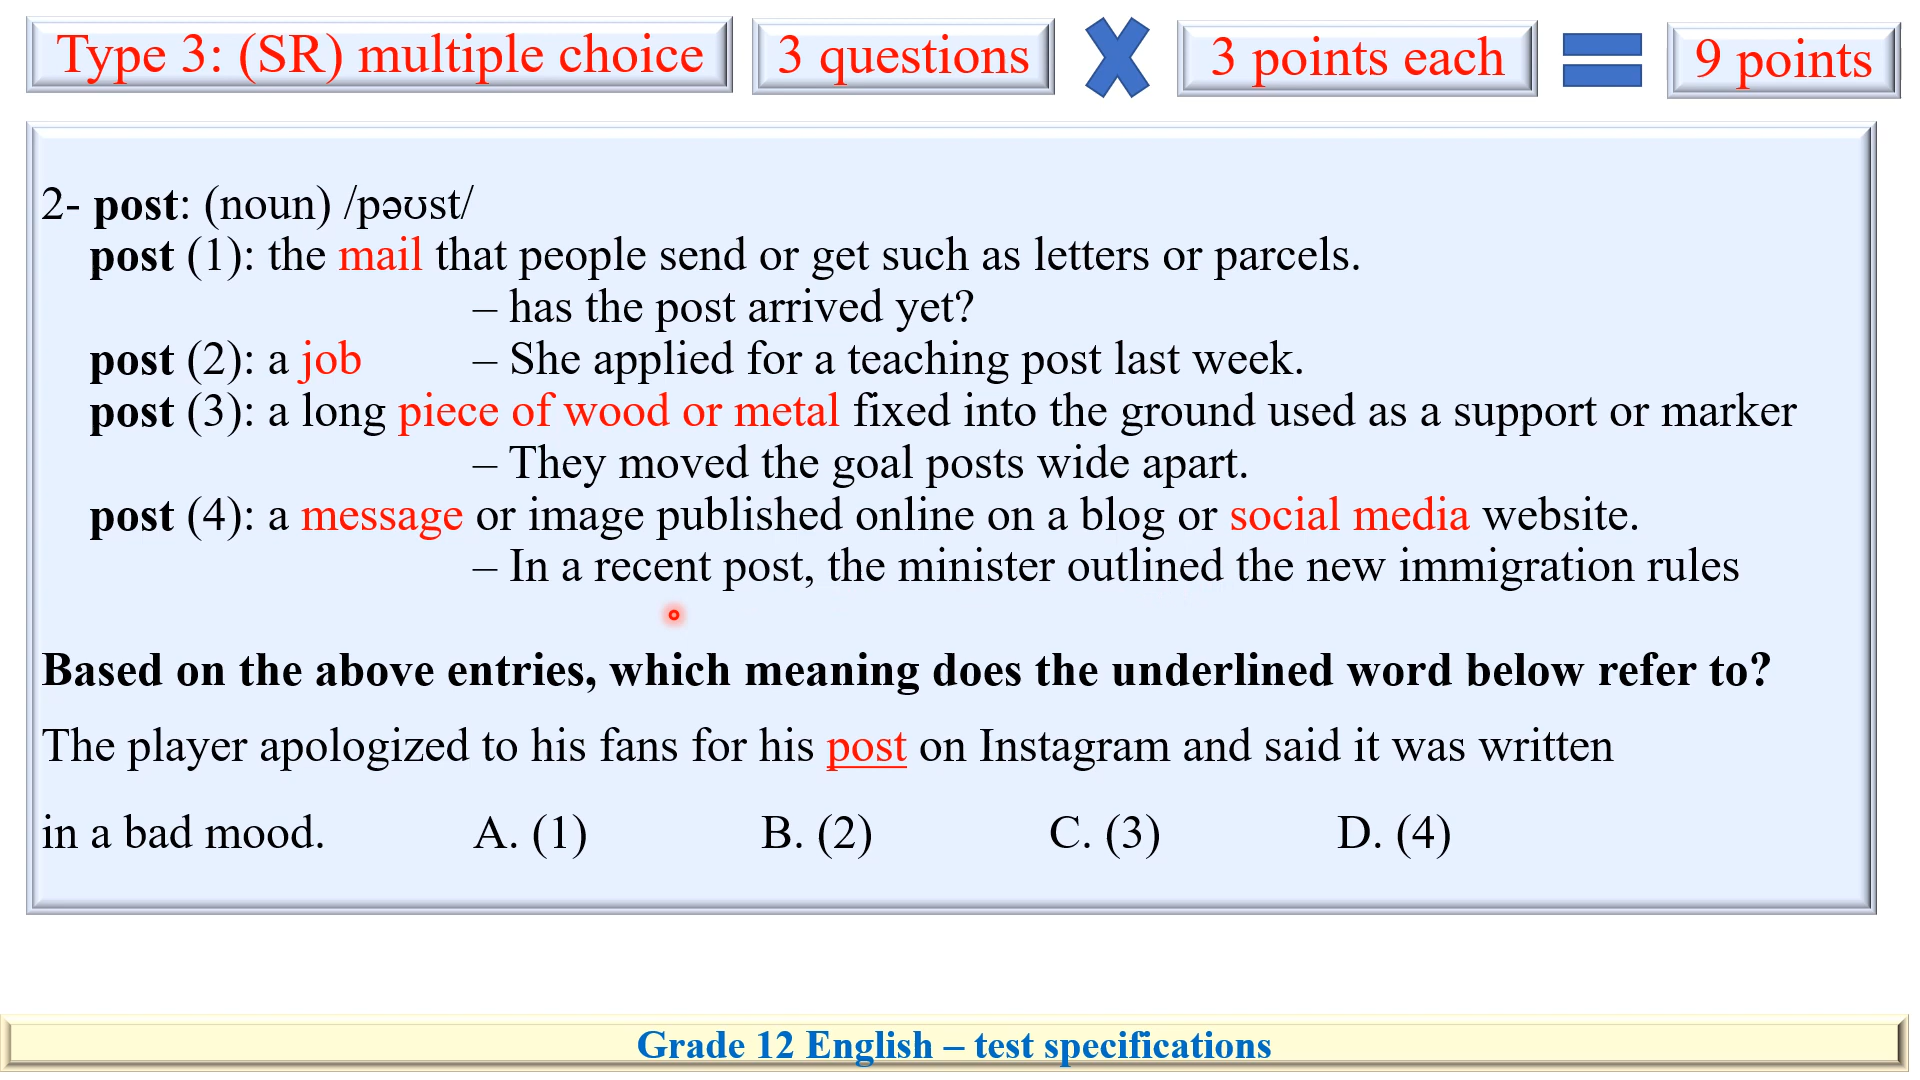 Type 3: (SR) multiple choice 3 questions 3 points each 9 points
2- post: (noun) /pəʊst/
post (1): the mail that people send or get such as letters or parcels.
– has the post arrived yet?
post (2): a job – She applied for a teaching post last week.
post (3): a long piece of wood or metal fixed into the ground used as a support or marker
– They moved the goal posts wide apart.
post (4): a message or image published online on a blog or social media website.
– In a recent post, the minister outlined the new immigration rules
Based on the above entries, which meaning does the underlined word below refer to?
The player apologized to his fans for his post on Instagram and said it was written
in a bad mood. A. (1) B. (2) C. (3) D. (4)
Grade 12 English – test specifications